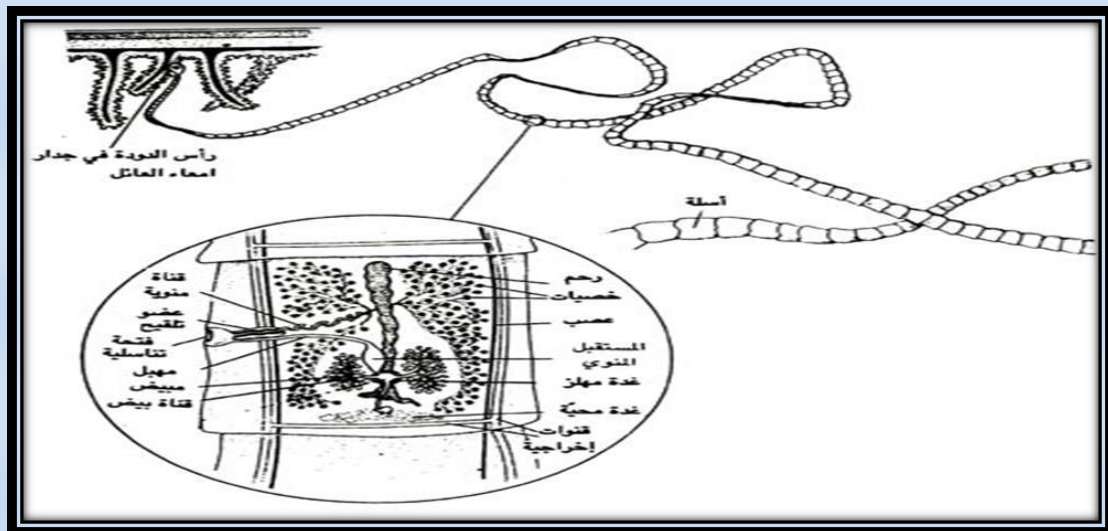 رأس الدودة في جدار
امعاء العائل
أسلة
قناة
منوية
عضو
تلقيح
فتحة
تناسلية
مهبل
مبيض
قناة بيض
رحم
خصيات
عصب
المستقبل
المنوي
غدة مهلز
غدة محيّة
قنوات
إخراجية